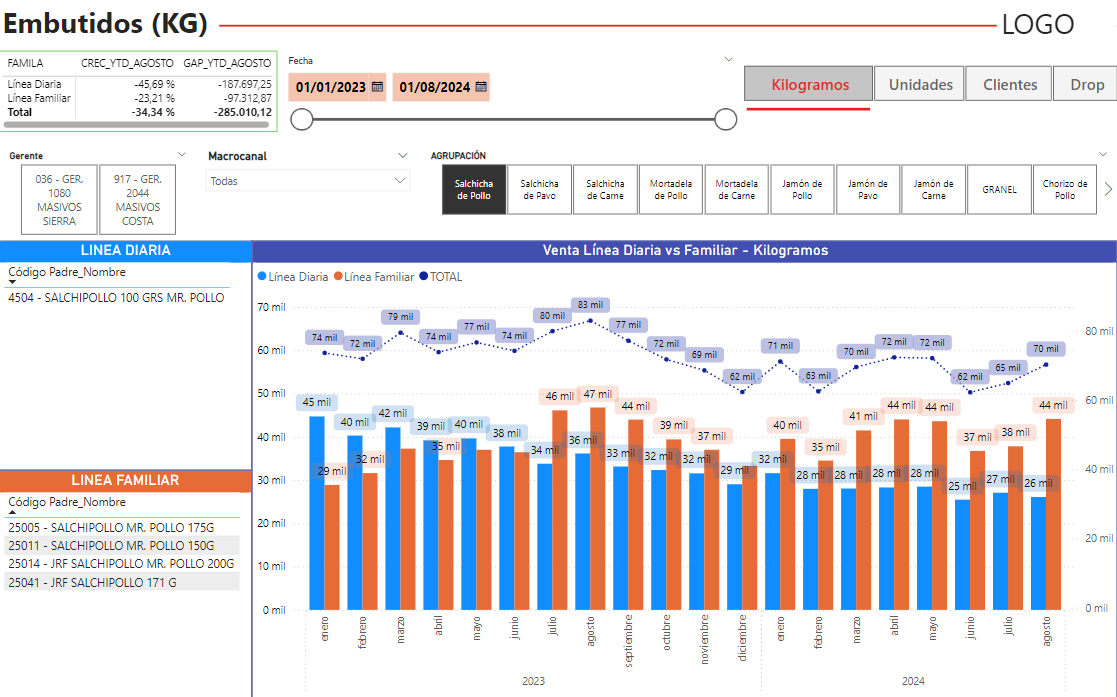 Embutidos (KG)
LOGO
FAMILA CREC_YTD_AGOSTO GAP_YTD_AGOSTO
Línea Diaria -45,69 % -187.697,25
Línea Familiar -23,21 % -97.312,87
Total -34,34 % -285.010,12
Fecha
01/01/2023 01/08/2024
Kilogramos Unidades Clientes Drop
Gerente
036 - GER.
1080
MASIVOS
SIERRA
917 - GER.
2044
MASIVOS
COSTA
Macrocanal
Todas
AGRUPACIÓN
Salchicha
de Pollo
Salchicha
de Pavo
Salchicha
de Carne
Mortadela
de Pollo
Mortadela
de Carne
Jamón de
Pollo
Jamón de
Pavo
Jamón de
Carne
GRANEL
Chorizo de
Pollo
LINEA DIARIA
Código Padre_Nombre
4504 - SALCHIPOLLO 100 GRS MR. POLLO
LINEA FAMILIAR
Código Padre_Nombre
25005 - SALCHIPOLLO MR. POLLO 175G
25011 - SALCHIPOLLO MR. POLLO 150G
25014 - JRF SALCHIPOLLO MR. POLLO 200G
25041 - JRF SALCHIPOLLO 171 G
Venta Línea Diaria vs Familiar - Kilogramos
Línea Diaria Línea Familiar TOTAL
70 mil
60 mil
50 mil
40 mil
30 mil
20 mil
10 mil
0 mil
80 mil
60 mil
40 mil
20 mil
0 mil
74 mil 72 mil 79 mil 74 mil 77 mil 74 mil 80 mil 83 mil 77 mil 72 mil 69 mil 62 mil 71 mil 63 mil 70 mil 72 mil 72 mil 62 mil 65 mil 70 mil
45 mil 40 mil 42 mil 39 mil 40 mil 38 mil 34 mil 36 mil 33 mil 32 mil 32 mil 29 mil 32 mil 28 mil 28 mil 28 mil 28 mil 25 mil 27 mil 26 mil
29 mil 32 mil 35 mil 46 mil 47 mil 44 mil 39 mil 37 mil 40 mil 35 mil 41 mil 44 mil 44 mil 37 mil 38 mil 44 mil
enero febrero marzo abril mayo junio julio agosto septiembre octubre noviembre diciembre enero febrero marzo abril mayo junio julio agosto
2023 2024